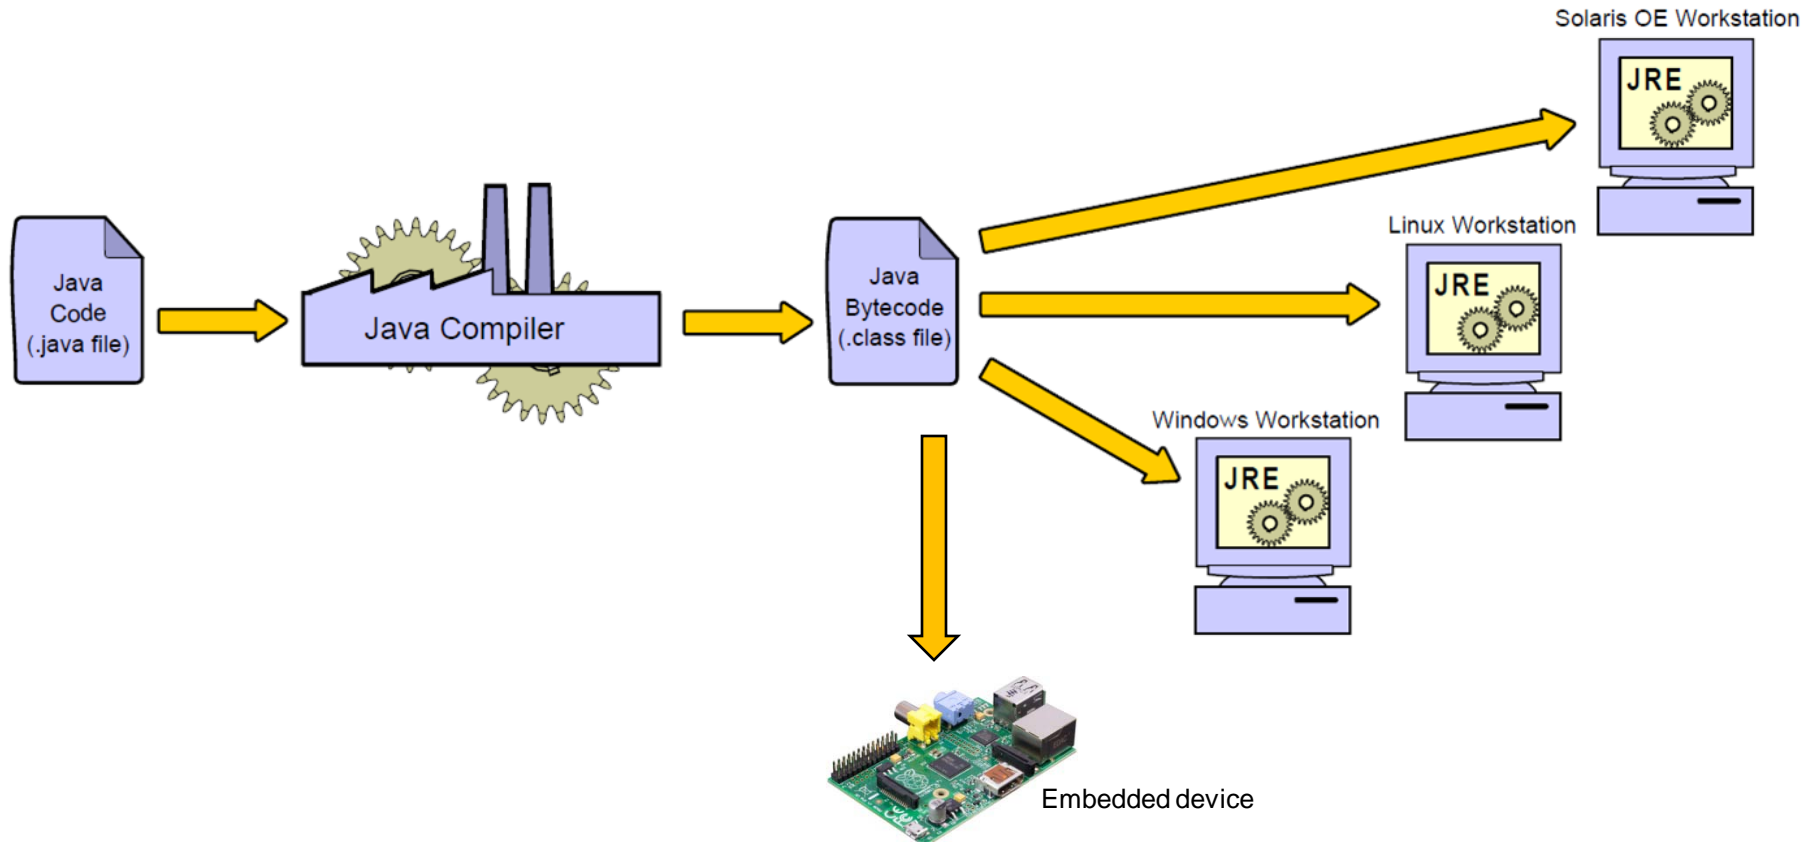 Solaris OE Workstation
JRE
Linux Workstation
JRE
Java
Code
(.java file)
Java Compiler
Java
Bytecode
(.class file)
Windows Workstation
JRE
Embedded device